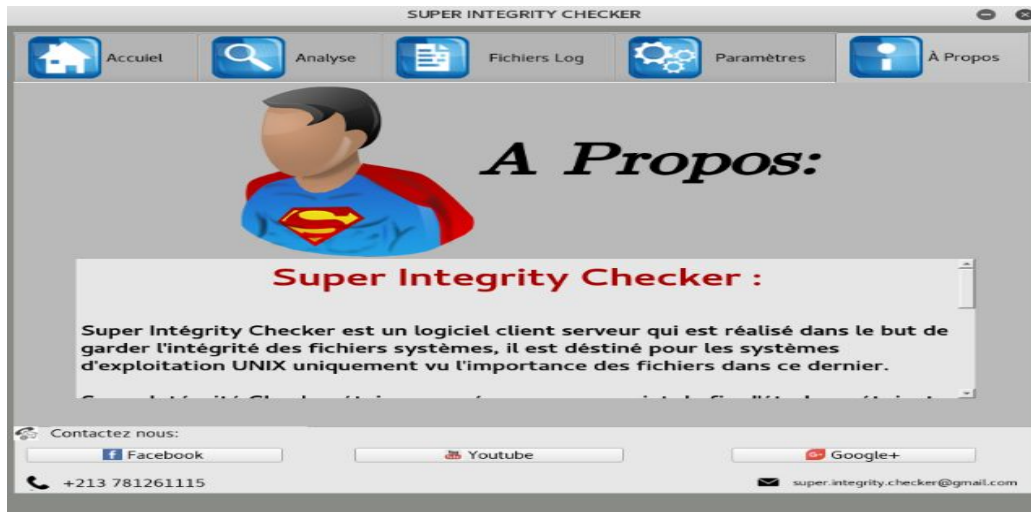 SUPER INTEGRITY CHECKER
Accuiel Analyse Fichiers Log Paramètres À Propos
A Propos:
Super Integrity Checker :
Super Intégrity Checker est un logiciel client serveur qui est réalisé dans le but de
garder l'intégrité des fichiers systèmes, il est déstiné pour les systèmes
d'exploitation UNIX uniquement vu l'importance des fichiers dans ce dernier.
Contactez nous:
Facebook Youtube Google+
+213 781261115 super.integrity.checker@gmail.com